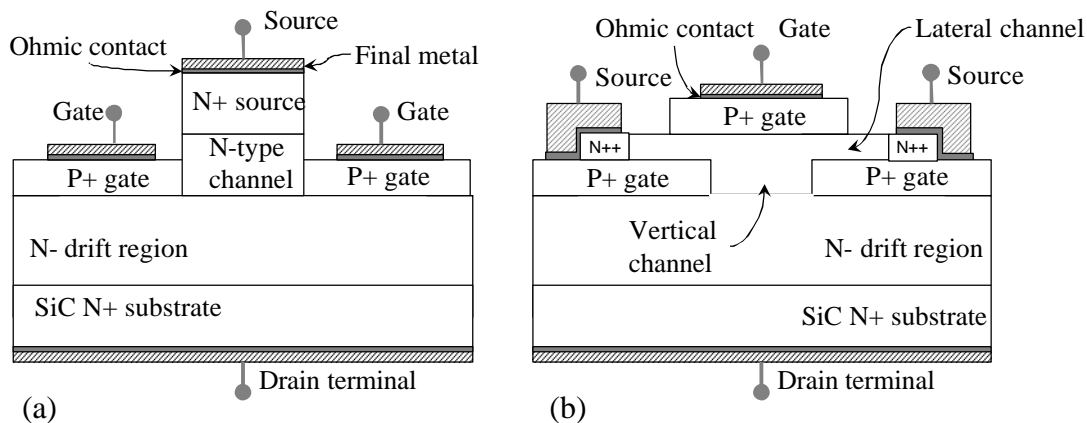 Source
Ohmic contact
Final metal
N+ source
Gate
Gate
N-type
channel
P+ gate
P+ gate
N- drift region
SiC N+ substrate
Drain terminal
(a)
Ohmic contact
Gate
Lateral channel
Source
Source
P+ gate
N++
N++
P+ gate
P+ gate
Vertical
channel
N- drift region
SiC N+ substrate
Drain terminal
(b)